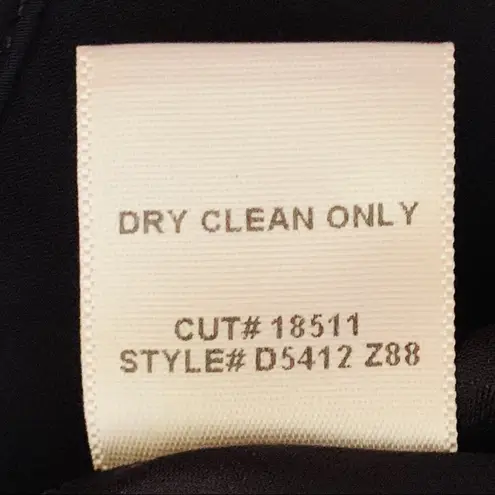 DRY CLEAN ONLY
CUT# 18511
STYLE# D5412 Z88